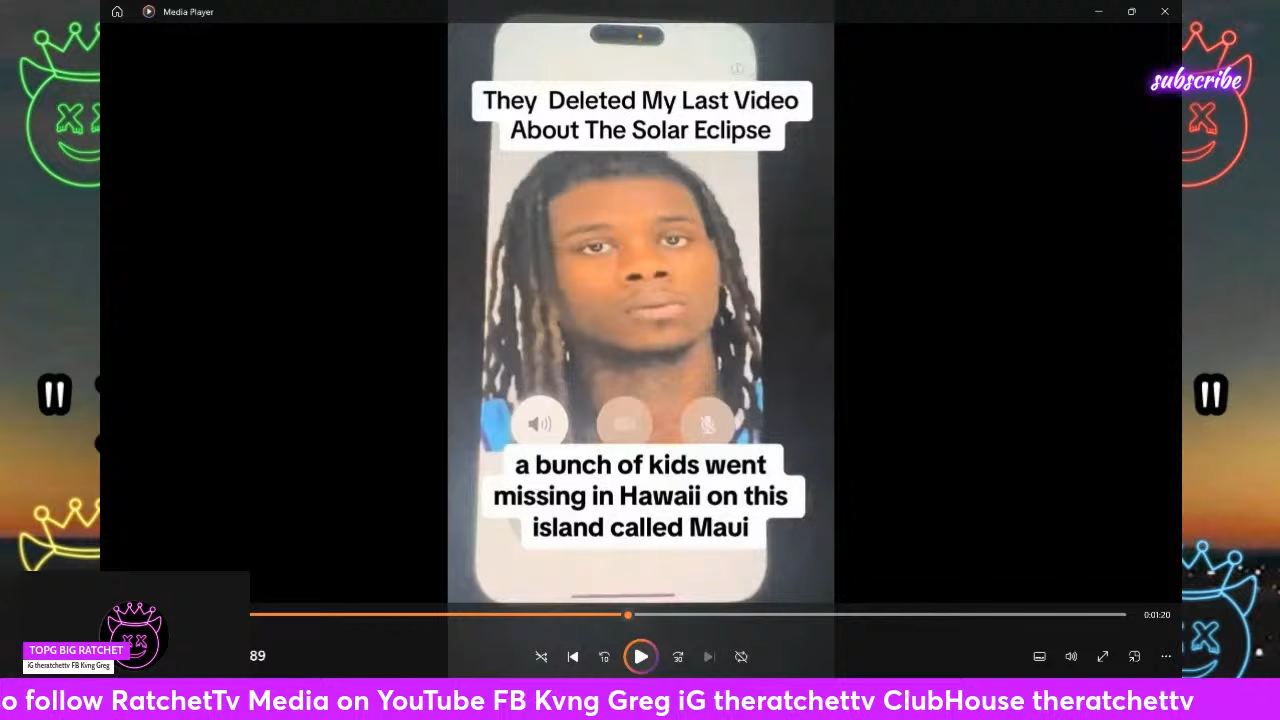 Media Player
subscribe
They Deleted My Last Video
About The Solar Eclipse
"
"
a bunch of kids went
missing in Hawaii on this
island called Maui
0:01:20
10
30
TOPG BIG RATCHET
iG theratchettv FB Kvng Greg
89
o follow RatchetTv Media on YouTube FB Kvng Greg iG theratchettv ClubHouse theratchettv